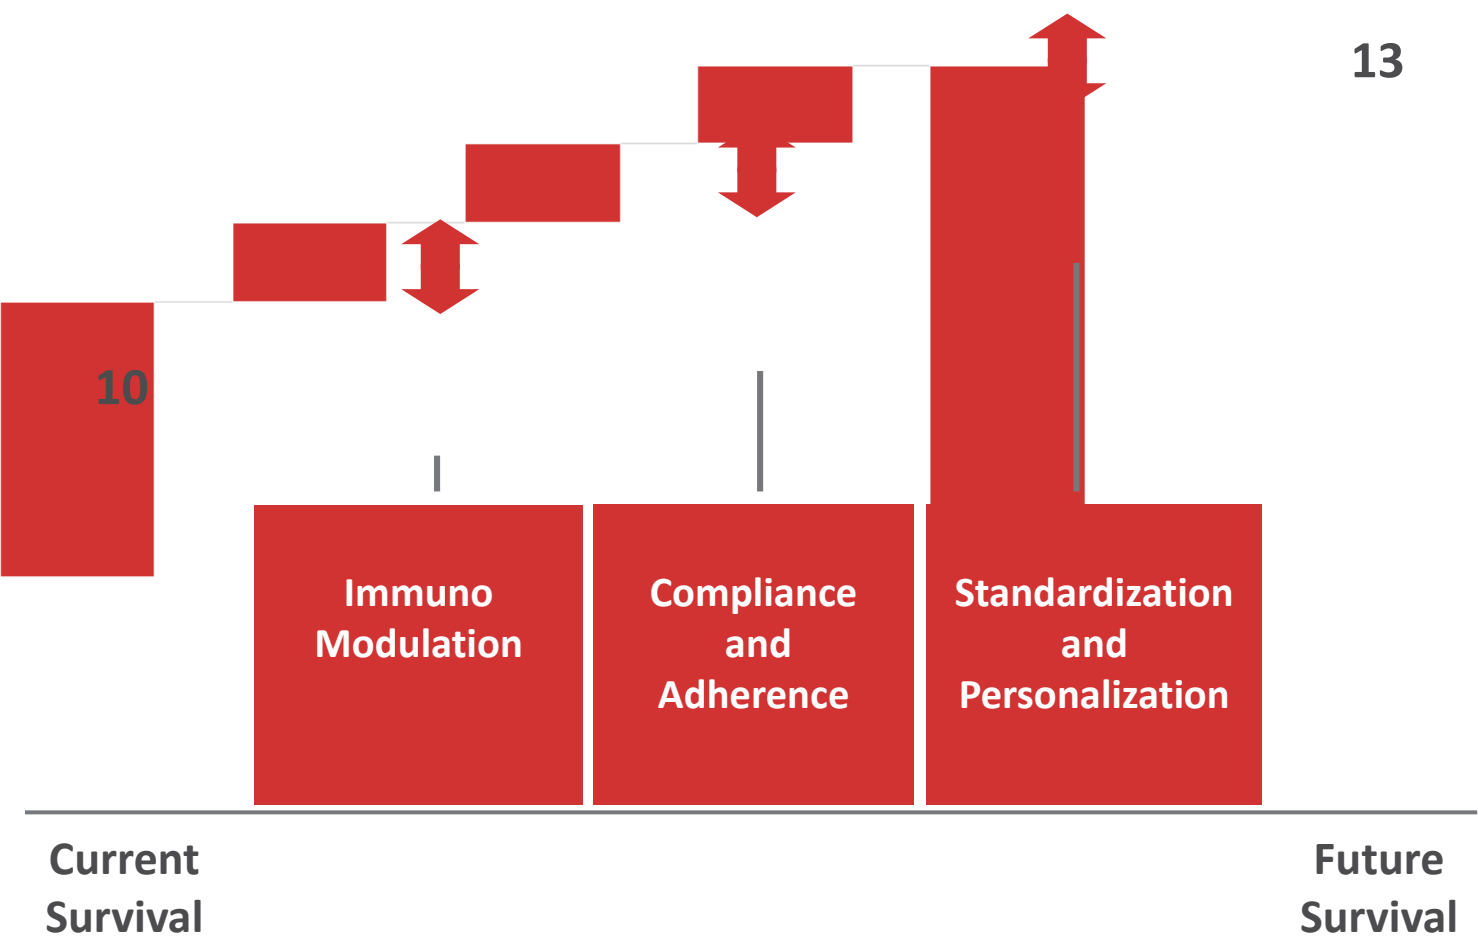 13
10
Immuno
Modulation
Compliance
and
Adherence
Standardization
and
Personalization
Current
Survival
Future
Survival